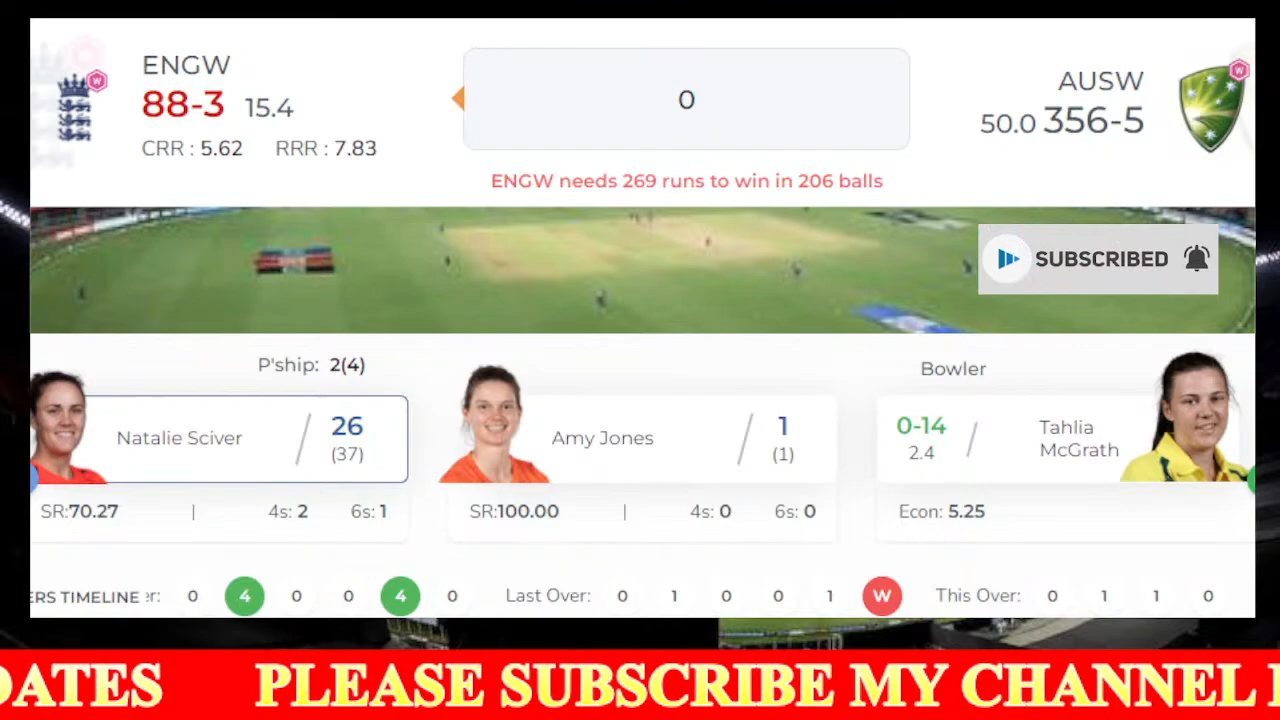 ENGW
88-3 15.4
CRR : 5.62 RRR : 7.83
0
AUSW
50.0 356-5
W
W
ENGW needs 269 runs to win in 206 balls
SUBSCRIBED
P'ship: 2(4)
Natalie Sciver
26
(37)
SR:70.27 | 4s: 2 6s: 1
Amy Jones
1
(1)
SR:100.00 | 4s: 0 6s: 0
Bowler
0-14
2.4
Tahlia
McGrath
Econ: 5.25
ERS TIMELINE er: 0 4 0 0 4 0 Last Over: 0 1 0 0 1 W This Over: 0 1 1 0
DATES PLEASE SUBSCRIBE MY CHANNEL